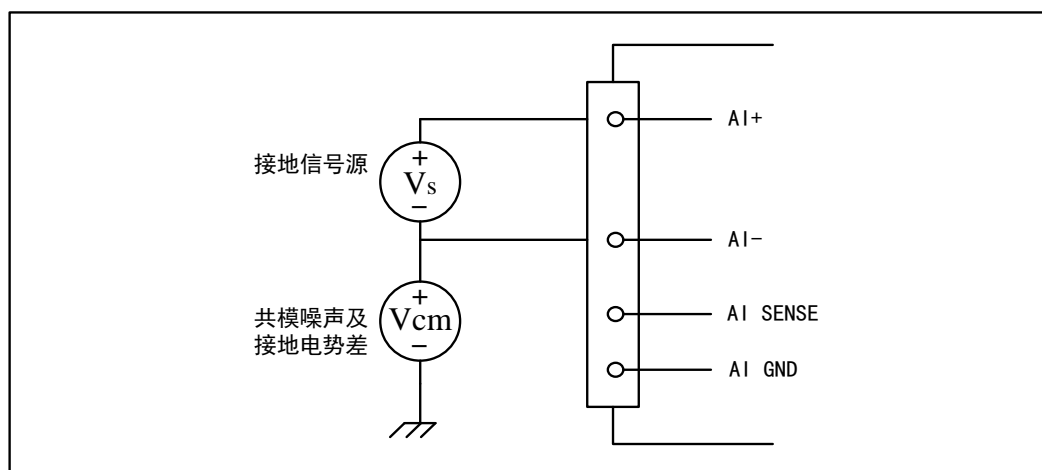 AI+
接地信号源
+
Vs
−
AI-
共模噪声及
接地电势差
+
Vcm
−
AI SENSE
AI GND